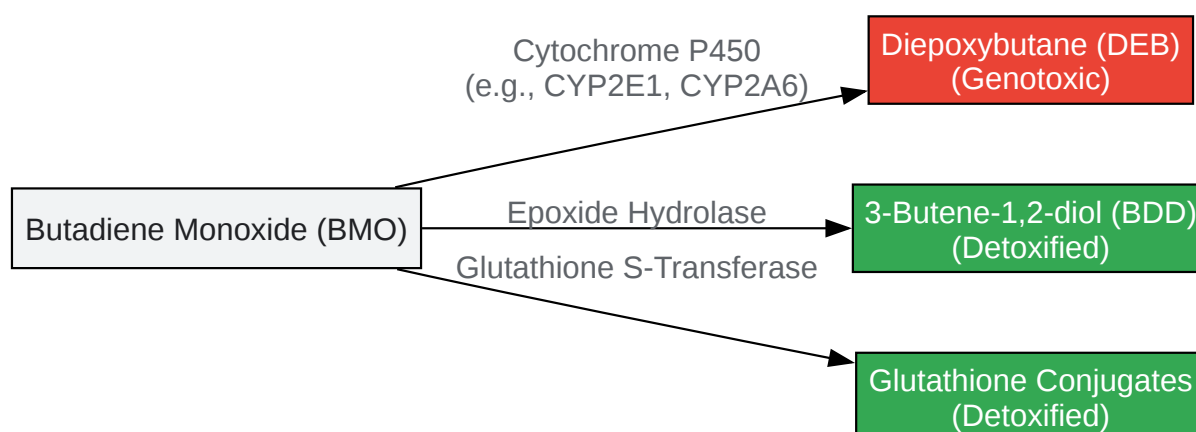 Cytochrome P450
(e.g., CYP2E1, CYP2A6)
Diepoxybutane (DEB)
(Genotoxic)
Butadiene Monoxide (BMO)
Epoxide Hydrolase
3-Butene-1,2-diol (BDD)
(Detoxified)
Glutathione S-Transferase
Glutathione Conjugates
(Detoxified)